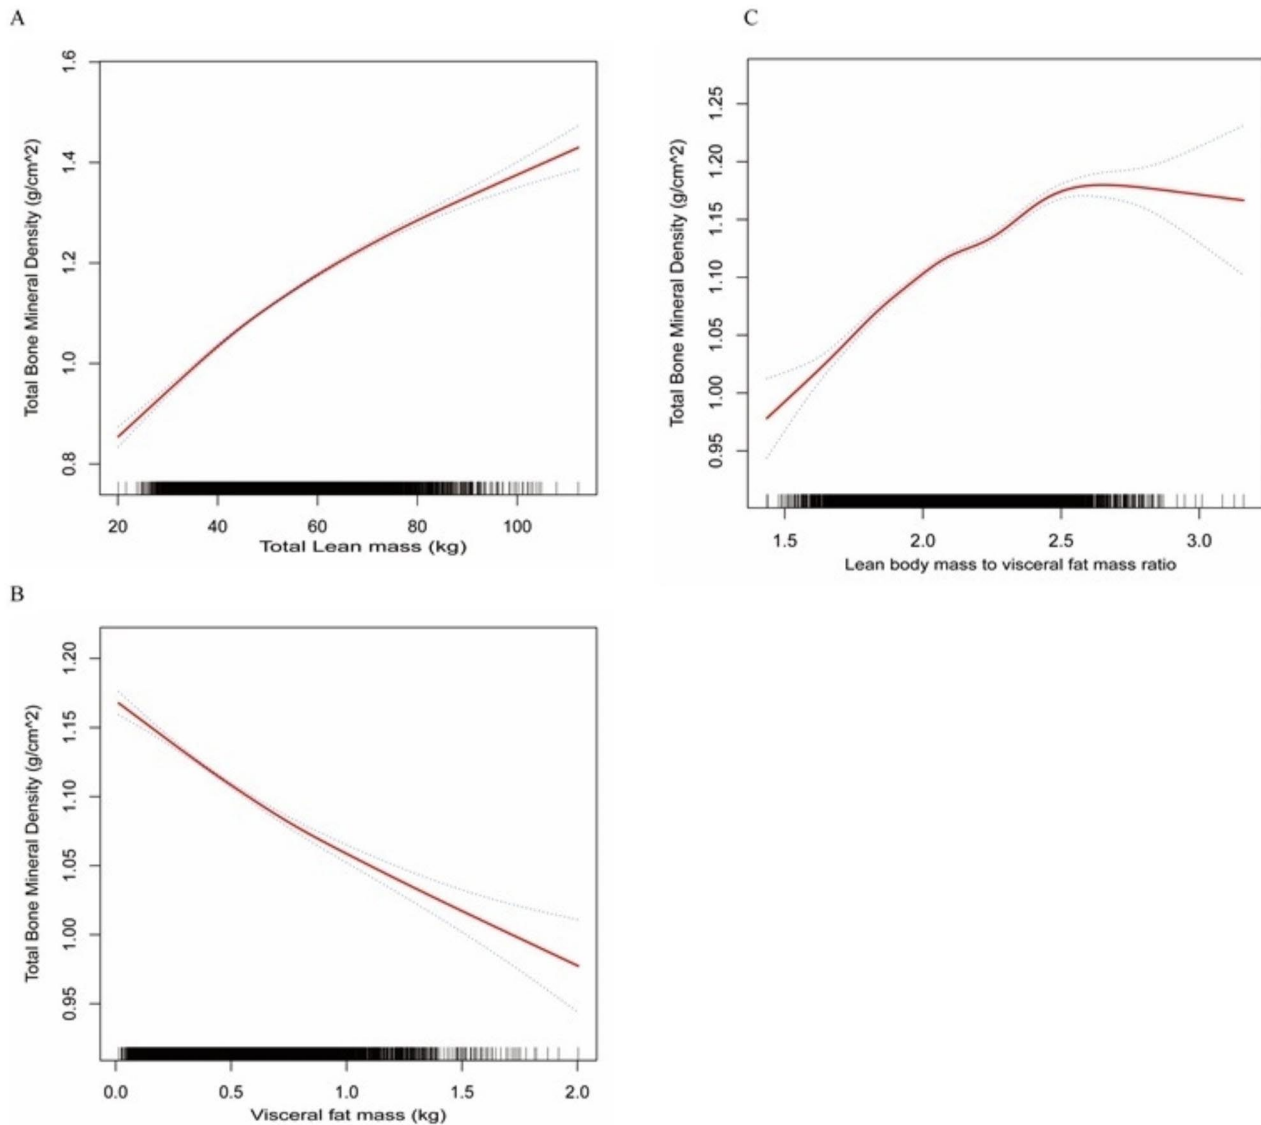 A
Total Bone Mineral Density (g/cm^2)
1.6
1.4
1.2
1.0
0.8
20 40 60 80 100
Total Lean mass (kg)
B
Total Bone Mineral Density (g/cm^2)
1.20
1.15
1.10
1.05
1.00
0.95
0.0 0.5 1.0 1.5 2.0
Visceral fat mass (kg)
C
Total Bone Mineral Density (g/cm^2)
1.25
1.20
1.15
1.10
1.05
1.00
0.95
1.5 2.0 2.5 3.0
Lean body mass to visceral fat mass ratio